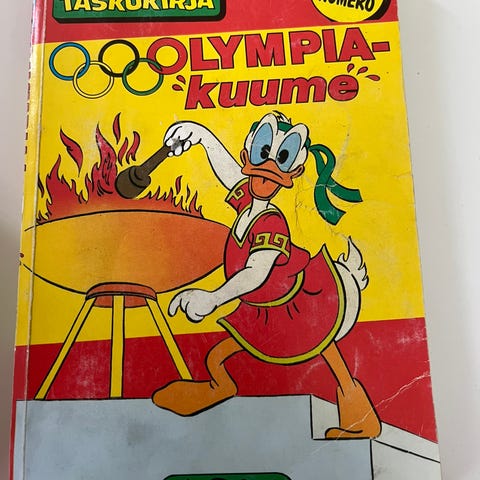 TASKUKIRJA
NUMERO
OLYMPIA-
kuume